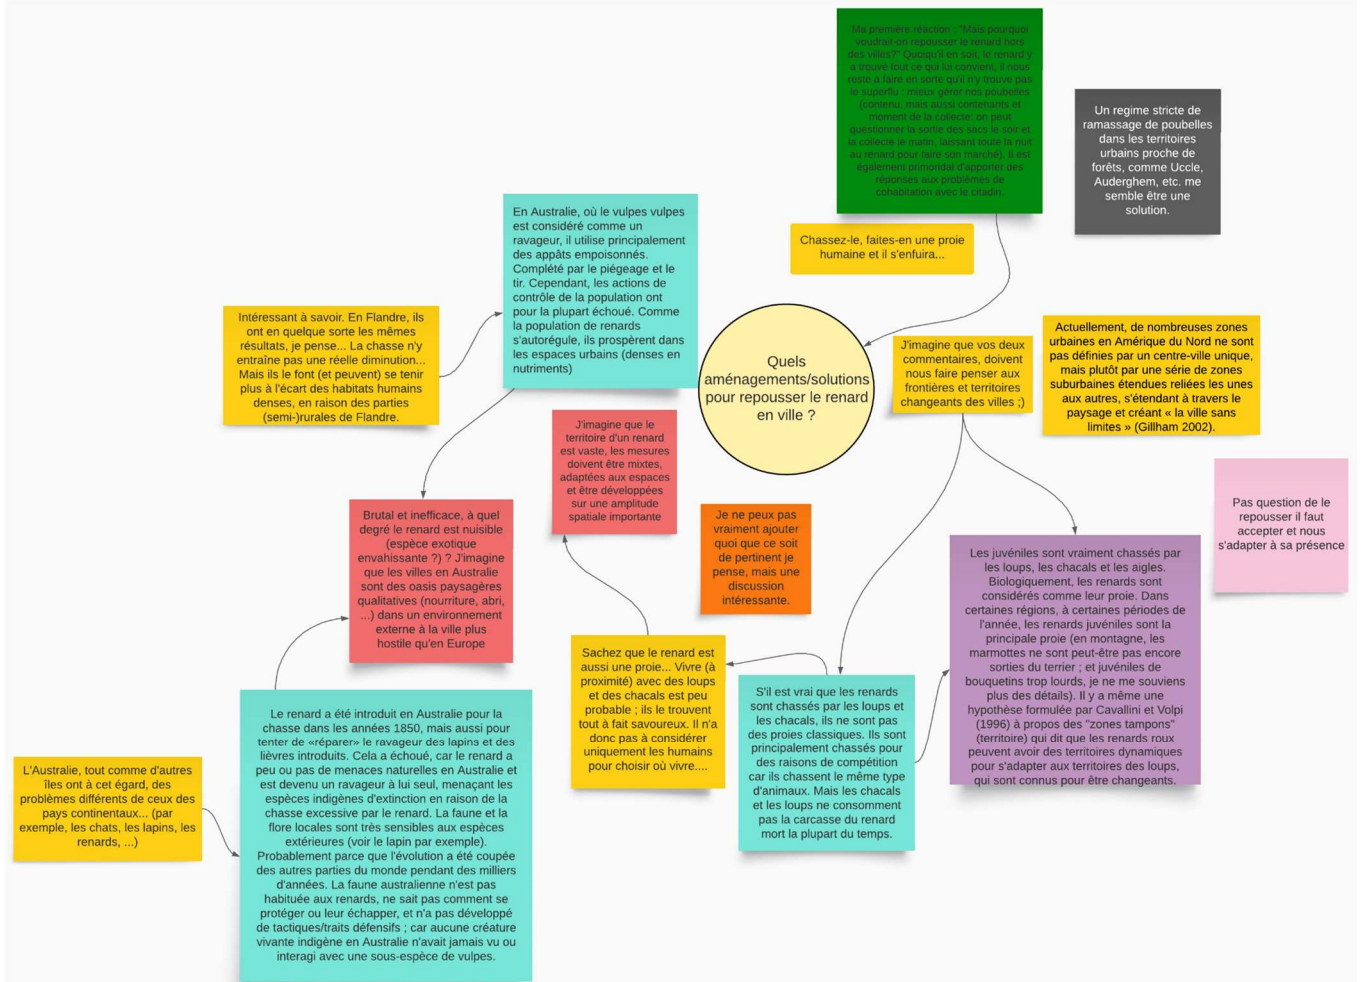 Ma première réaction : "Mais pourquoi
voudrait-on repousser le renard hors
des villes?" Quoiqu'il en soit, le renard y
a trouvé tout ce qui lui convient, il nous
reste à faire en sorte qu'il n'y trouve pas
le superflu : mieux gérer nos poubelles
(contenu, mais aussi contenants et
moment de la collecte: on peut
questionner la sortie des sacs le soir et
la collecte le matin, laissant toute la nuit
au renard pour faire son marché). Il est
également primoridal d'apporter des
réponses aux problèmes de
cohabitation avec le citadin.
Un regime stricte de
ramassage de poubelles
dans les territoires
urbains proche de
forêts, comme Uccle,
Auderghem, etc. me
semble être une
solution.
Chassez-le, faites-en une proie
humaine et il s'enfuira...
En Australie, où le vulpes vulpes
est considéré comme un
ravageur, il utilise principalement
des appâts empoisonnés.
Complété par le piégeage et le
tir. Cependant, les actions de
contrôle de la population ont
pour la plupart échoué. Comme
la population de renards
s'autorégule, ils prospèrent dans
les espaces urbains (denses en
nutriments)
Intéressant à savoir. En Flandre, ils
ont en quelque sorte les mêmes
résultats, je pense... La chasse n'y
entraîne pas une réelle diminution...
Mais ils le font (et peuvent) se tenir
plus à l'écart des habitats humains
denses, en raison des parties
(semi-)rurales de Flandre.
Quels
aménagements/solutions
pour repousser le renard
en ville ?
J'imagine que vos deux
commentaires, doivent
nous faire penser aux
frontières et territoires
changeants des villes ;)
Actuellement, de nombreuses zones
urbaines en Amérique du Nord ne sont
pas définies par un centre-ville unique,
mais plutôt par une série de zones
suburbaines étendues reliées les unes
aux autres, s'étendant à travers le
paysage et créant « la ville sans
limites » (Gillham 2002).
J'imagine que le
territoire d'un renard
est vaste, les mesures
doivent être mixtes,
adaptées aux espaces
et être développées
sur une amplitude
spatiale importante
Pas question de le
repousser il faut
accepter et nous
s'adapter à sa présence
Brutal et inefficace, à quel
degré le renard est nuisible
(espèce exotique
envahissante ?) ? J'imagine
que les villes en Australie
sont des oasis paysagères
qualitatives (nourriture, abri,
...) dans un environnement
externe à la ville plus
hostile qu'en Europe
Je ne peux pas
vraiment ajouter
quoi que ce soit
de pertinent je
pense, mais une
discussion
intéressante.
Les juvéniles sont vraiment chassés par
les loups, les chacals et les aigles.
Biologiquement, les renards sont
considérés comme leur proie. Dans
certaines régions, à certaines périodes de
l'année, les renards juvéniles sont la
principale proie (en montagne, les
marmottes ne sont peut-être pas encore
sorties du terrier ; et juvéniles de
bouquetins trop lourds, je ne me souviens
plus des détails). Il y a même une
hypothèse formulée par Cavallini et Volpi
(1996) à propos des "zones tampons"
(territoire) qui dit que les renards roux
peuvent avoir des territoires dynamiques
pour s'adapter aux territoires des loups,
qui sont connus pour être changeants.
Sachez que le renard est
aussi une proie... Vivre (à
proximité) avec des loups
et des chacals est peu
probable ; ils le trouvent
tout à fait savoureux. Il n'a
donc pas à considérer
uniquement les humains
pour choisir où vivre....
S'il est vrai que les renards
sont chassés par les loups et
les chacals, ils ne sont pas
des proies classiques. Ils sont
principalement chassés pour
des raisons de compétition
car ils chassent le même type
d'animaux. Mais les chacals
et les loups ne consomment
pas la carcasse du renard
mort la plupart du temps.
Le renard a été introduit en Australie pour la
chasse dans les années 1850, mais aussi pour
tenter de «réparer» le ravageur des lapins et des
lièvres introduits. Cela a échoué, car le renard a
peu ou pas de menaces naturelles en Australie et
est devenu un ravageur à lui seul, menaçant les
espèces indigènes d'extinction en raison de la
chasse excessive par le renard. La faune et la
flore locales sont très sensibles aux espèces
extérieures (voir le lapin par exemple).
Probablement parce que l'évolution a été coupée
des autres parties du monde pendant des milliers
d'années. La faune australienne n'est pas
habituée aux renards, ne sait pas comment se
protéger ou leur échapper, et n'a pas développé
de tactiques/traits défensifs ; car aucune créature
vivante indigène en Australie n'avait jamais vu ou
interagi avec une sous-espèce de vulpes.
L'Australie, tout comme d'autres
îles ont à cet égard, des
problèmes différents de ceux des
pays continentaux... (par
exemple, les chats, les lapins, les
renards, ...)